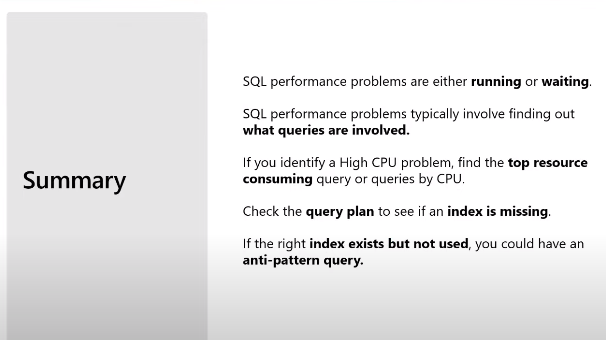 Summary
SQL performance problems are either running or waiting.
SQL performance problems typically involve finding out
what queries are involved.
If you identify a High CPU problem, find the top resource
consuming query or queries by CPU.
Check the query plan to see if an index is missing.
If the right index exists but not used, you could have an
anti-pattern query.